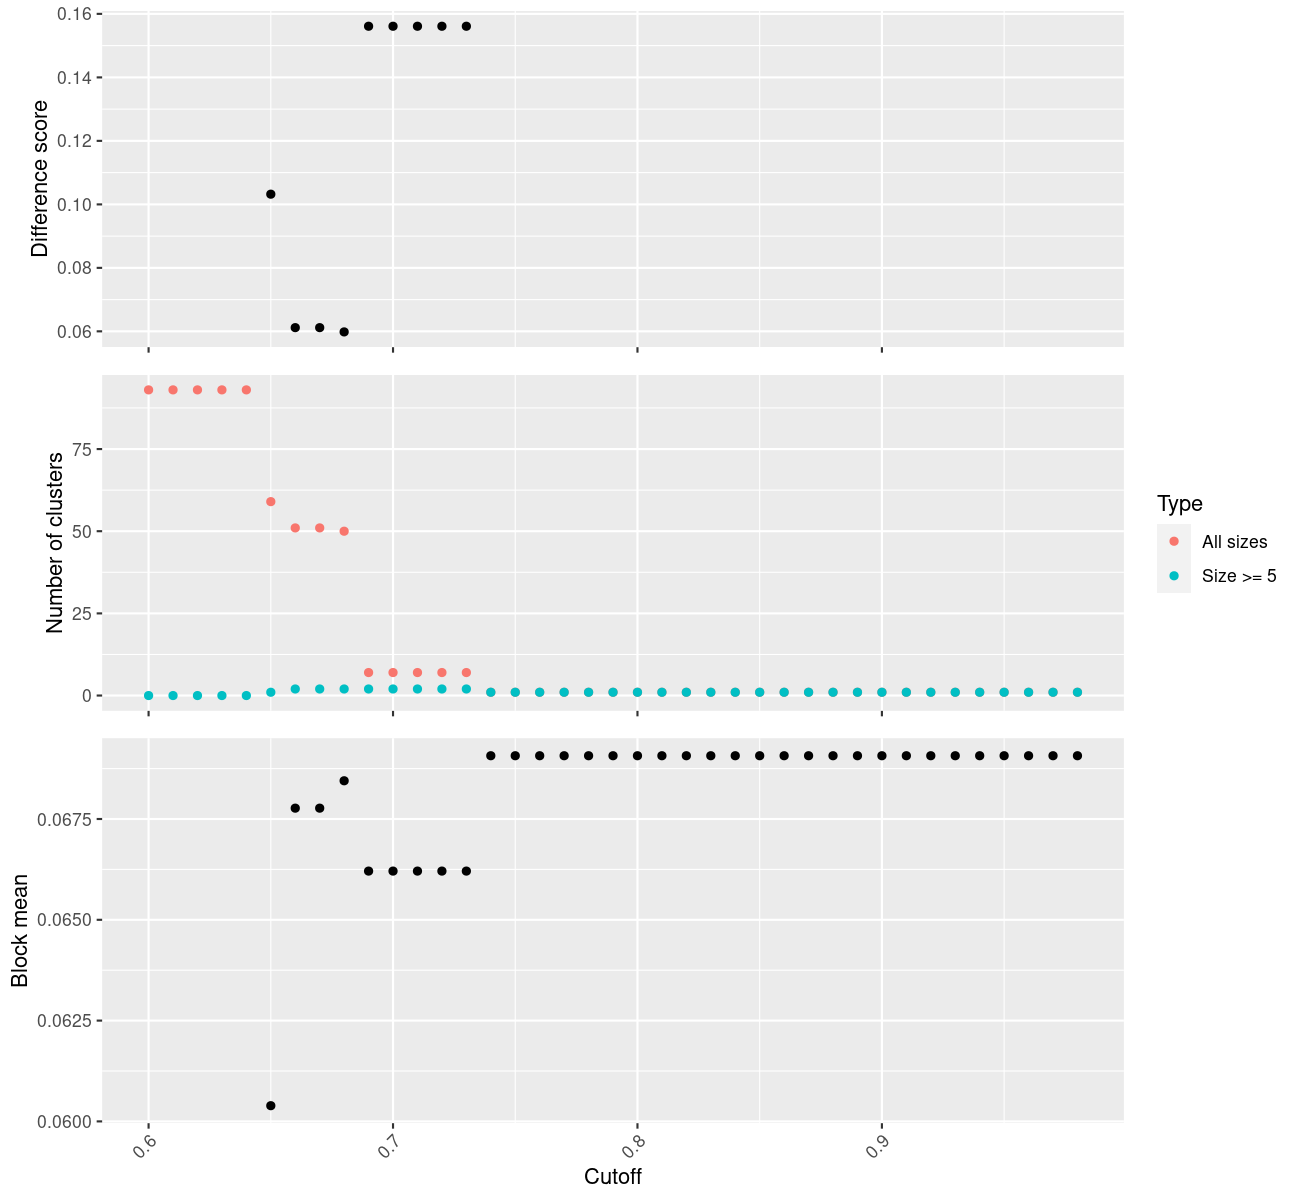 Difference score
0.16
0.14
0.12
0.10
0.08
0.06
Number of clusters
75
50
25
0
Type
All sizes
Size >= 5
Block mean
0.0675
0.0650
0.0625
0.0600
0.6
0.7
0.8
0.9
Cutoff